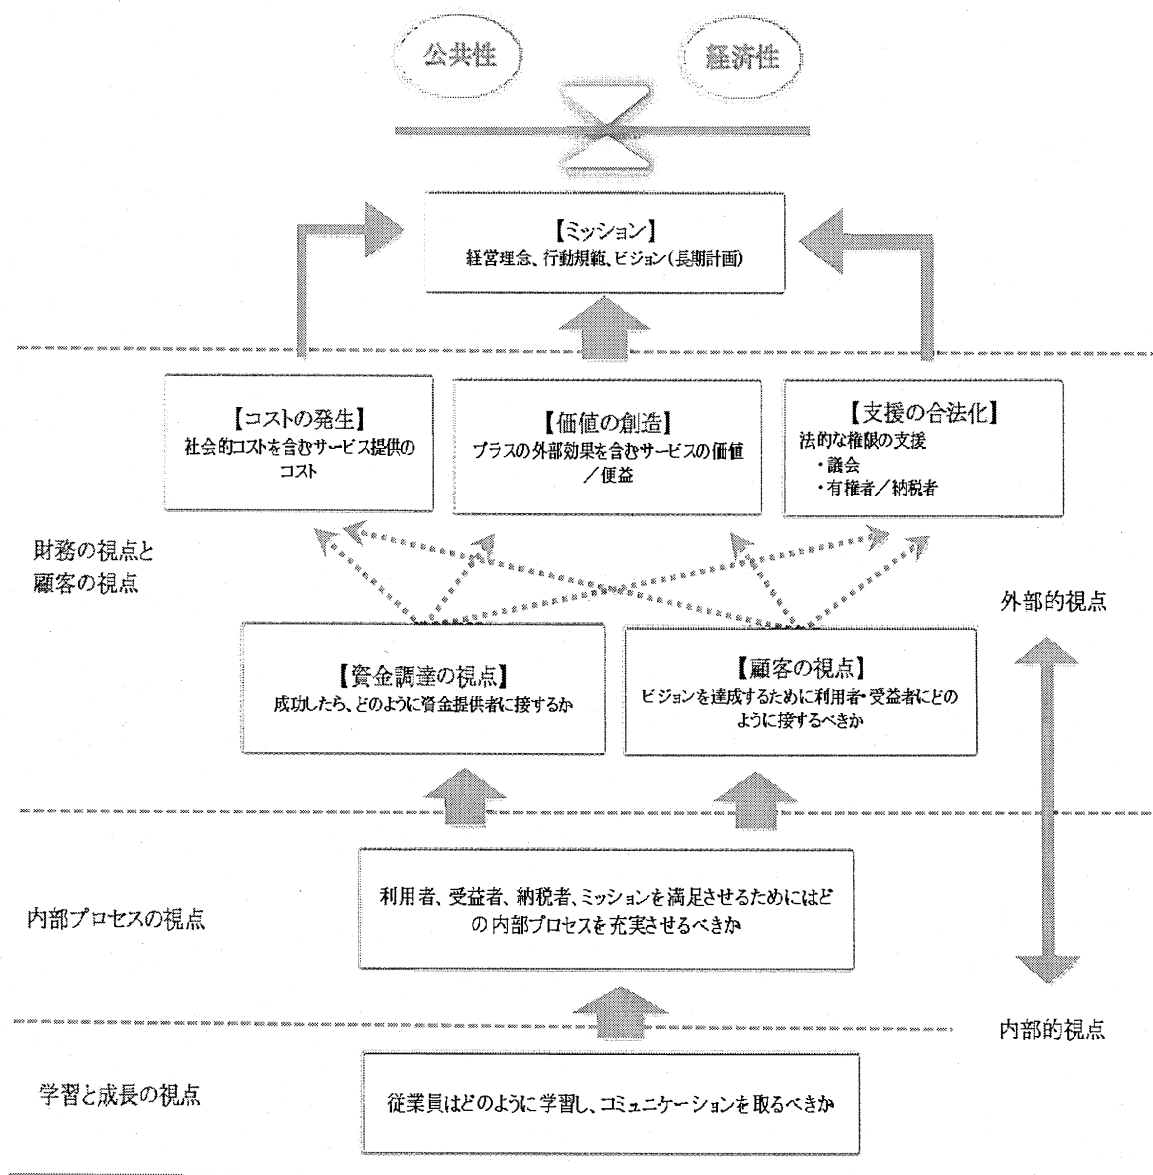 公共性
経済性
【ミッション】
経営理念、行動規範、ビジョン(長期計画)
【コストの発生】
社会的コストを含むサービス提供の
コスト
【価値の創造】
プラスの外部効果を含むサービスの価値
／便益
【支援の合法化】
法的な権限の支援
・議会
・有権者／納税者
財務の視点と
顧客の視点
外部的視点
【資金調達の視点】
成功したら、どのように資金提供者に接するか
【顧客の視点】
ビジョンを達成するために利用者・受益者にどの
ように接するべきか
内部プロセスの視点
利用者、受益者、納税者、ミッションを満足させるためにはど
の内部プロセスを充実させるべきか
内部的視点
学習と成長の視点
従業員はどのように学習し、コミュニケーションを取るべきか